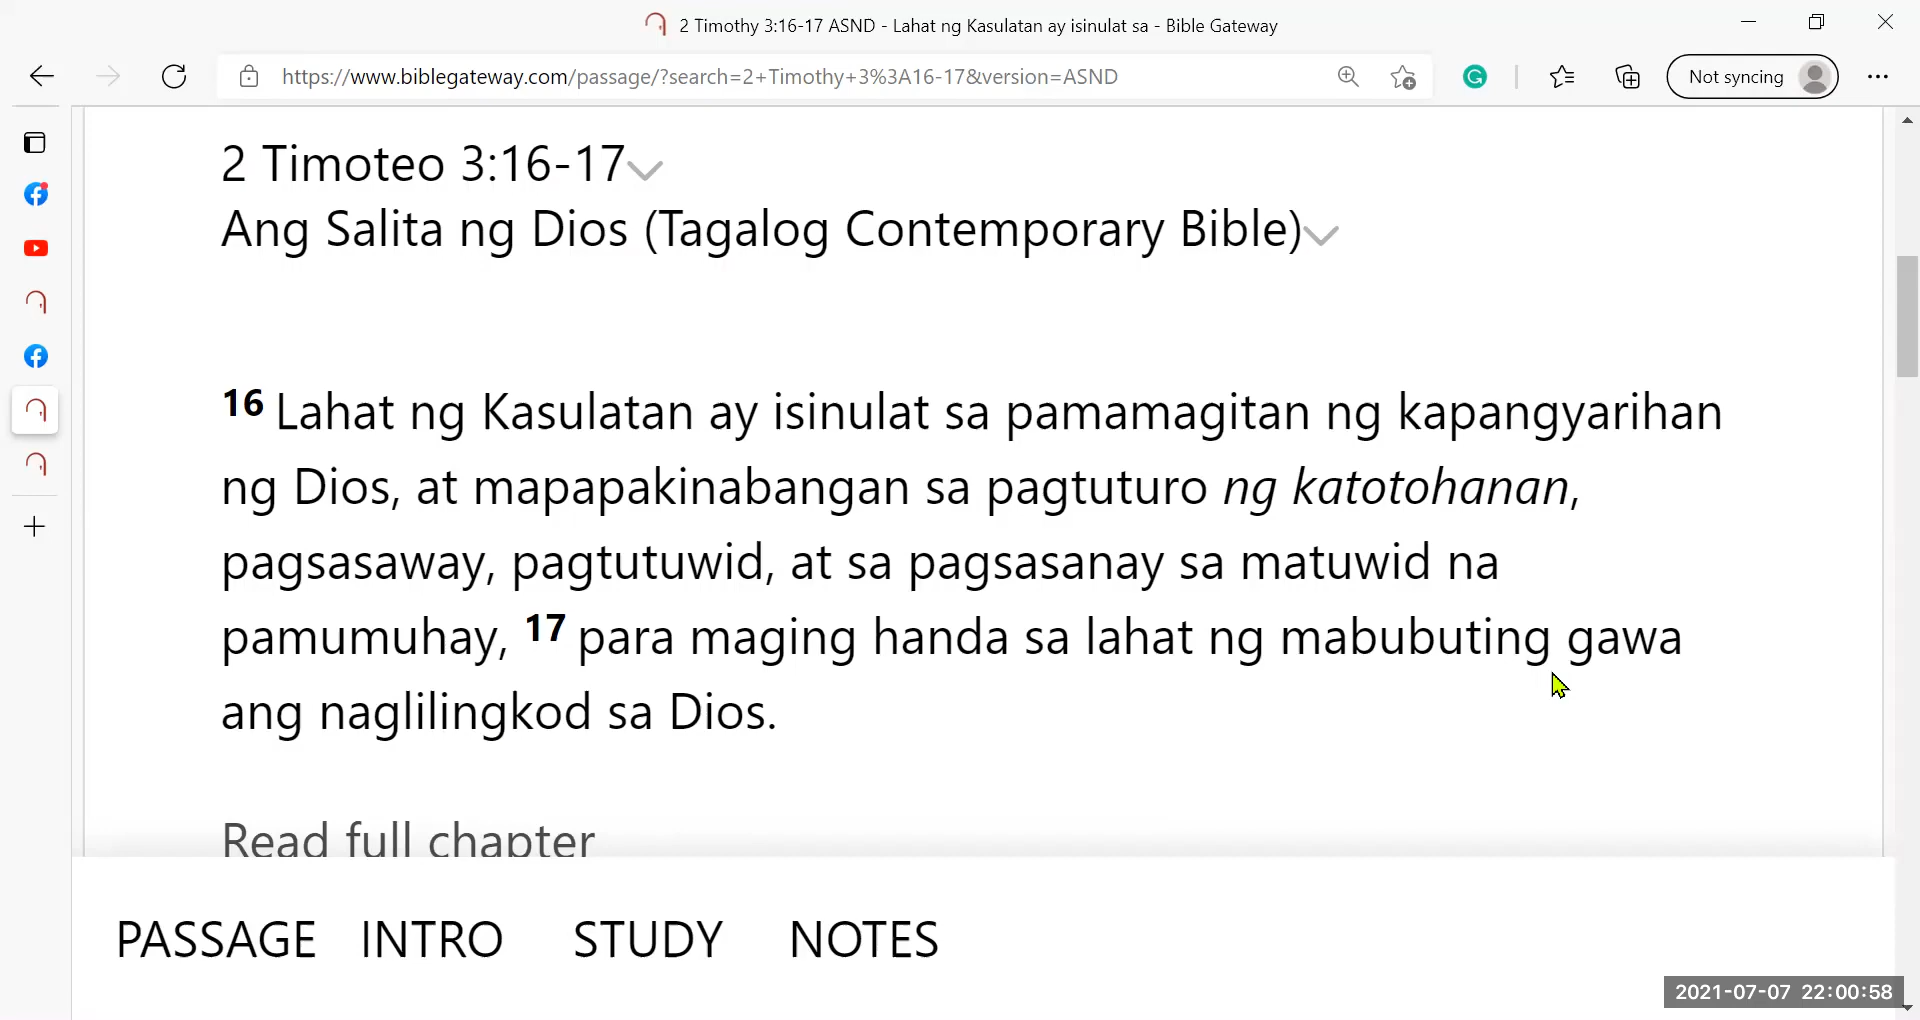 2 Timothy 3:16-17 ASND - Lahat ng Kasulatan ay isinulat sa - Bible Gateway
https://www.biblegateway.com/passage/?search=2+Timothy+3%3A16-17&version=ASND
Not syncing
2 Timoteo 3:16-17
Ang Salita ng Dios (Tagalog Contemporary Bible)
16 Lahat ng Kasulatan ay isinulat sa pamamagitan ng kapangyarihan
ng Dios, at mapapakinabangan sa pagtuturo ng katotohanan,
pagsasaway, pagtutuwid, at sa pagsasanay sa matuwid na
pamumuhay, 17 para maging handa sa lahat ng mabubuting gawa
ang naglilingkod sa Dios.
Read full chapter
PASSAGE INTRO STUDY NOTES
2021-07-07 22:00:58